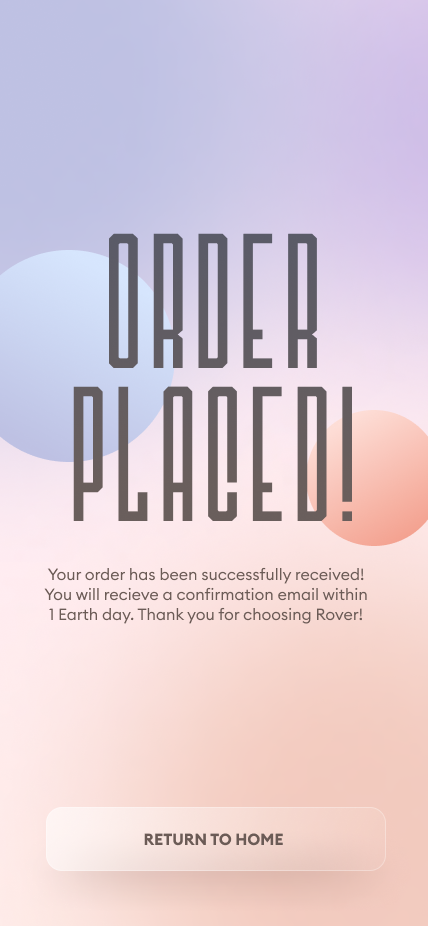 ORDER
PLACED!
Your order has been successfully received!
You will recieve a confirmation email within
1 Earth day. Thank you for choosing Rover!
RETURN TO HOME